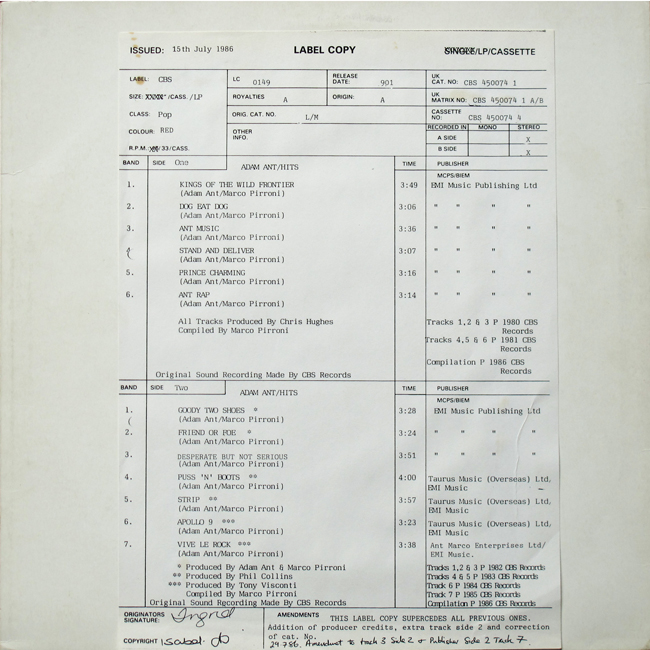 ISSUED: 15th July 1986 LABEL COPY SINGLE/LP/CASSETTE
LABEL: CBS LC 0149 RELEASE DATE: 901 UK CAT. NO: CBS 450074 1
SIZE: /CASS./LP ROYALTIES A ORIGIN: A UK MATRIX NO: CBS 450074 1 A/B
CLASS: Pop ORIG. CAT. NO. L/M CASSETTE NO: CBS 450074 4
COLOUR: RED OTHER INFO. RECORDED IN MONO STEREO
A SIDE X
R.P.M. /33/CASS. B SIDE X
BAND SIDE One ADAM ANT/HITS TIME PUBLISHER
MCPS/BIEM
1. KINGS OF THE WILD FRONTIER 3:49 EMI Music Publishing Ltd
(Adam Ant/Marco Pirroni)
2. DOG EAT DOG 3:06 " " " "
(Adam Ant/Marco Pirroni)
3. ANT MUSIC 3:36 " " " "
(Adam Ant/Marco Pirroni)
STAND AND DELIVER 3:07 " " " "
(Adam Ant/Marco Pirroni)
5. PRINCE CHARMING 3:16 " " " "
(Adam Ant/Marco Pirroni)
6. ANT RAP 3:14 " " " "
(Adam Ant/Marco Pirroni)
All Tracks Produced By Chris Hughes Tracks 1,2 & 3 P 1980 CBS
Compiled By Marco Pirroni Records
Tracks 4,5 & 6 P 1981 CBS
Records
Compilation P 1986 CBS
Records
Original Sound Recording Made By CBS Records
BAND SIDE Two ADAM ANT/HITS TIME PUBLISHER
MCPS/BIEM
1. GOODY TWO SHOES * 3:28 EMI Music Publishing Ltd
(Adam Ant/Marco Pirroni)
2. FRIEND OR FOE * 3:24 " " " "
(Adam Ant/Marco Pirroni)
3. DESPERATE BUT NOT SERIOUS 3:51 " " " "
(Adam Ant/Marco Pirroni)
4. PUSS 'N' BOOTS ** 4:00 Taurus Music (Overseas) Ltd,
(Adam Ant/Marco Pirroni) EMI Music
5. STRIP ** 3:57 Taurus Music (Overseas) Ltd,
(Adam Ant/Marco Pirroni) EMI Music.
6. APOLLO 9 *** 3:23 Taurus Music (Overseas) Ltd,
(Adam Ant/Marco Pirroni) EMI Music
7. VIVE LE ROCK *** 3:38 Ant Marco Enterprises Ltd/
(Adam Ant/Marco Pirroni) EMI Music.
* Produced By Adam Ant & Marco Pirroni Tracks 1,2 & 3 P 1982 CBS Records
** Produced By Phil Collins Tracks 4 & 5 P 1983 CBS Records
*** Produced By Tony Visconti Track 6 P 1984 CBS Records
Compiled By Marco Pirroni Track 7 P 1985 CBS Records
Original Sound Recording Made By CBS Records Compilation P 1986 CBS Records
ORIGINATORS SIGNATURE: Ingrid AMENDMENTS THIS LABEL COPY SUPERCEDES ALL PREVIOUS ONES.
Addition of producer credits, extra track side 2 and correction
of cat. No.
COPYRIGHT Isabel 29.7.86. Amendment to track 3 Side 2 & Publisher Side 2 Track 7.